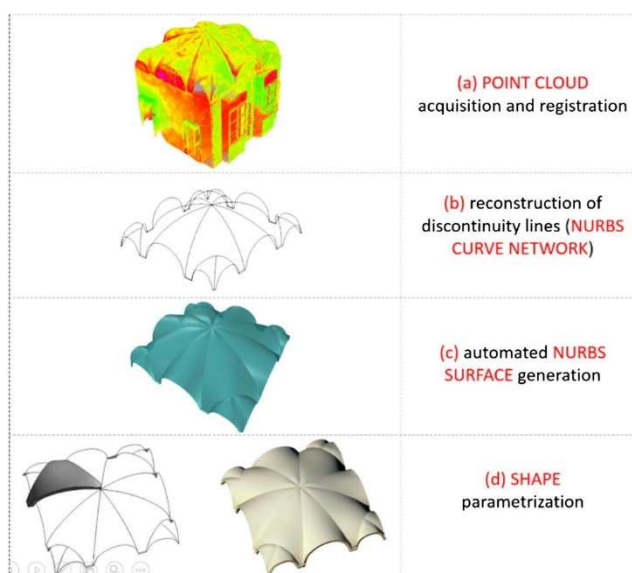 (a) POINT CLOUD
acquisition and registration
(b) reconstruction of
discontinuity lines (NURBS
CURVE NETWORK)
(c) automated NURBS
SURFACE generation
(d) SHAPE
parametrization